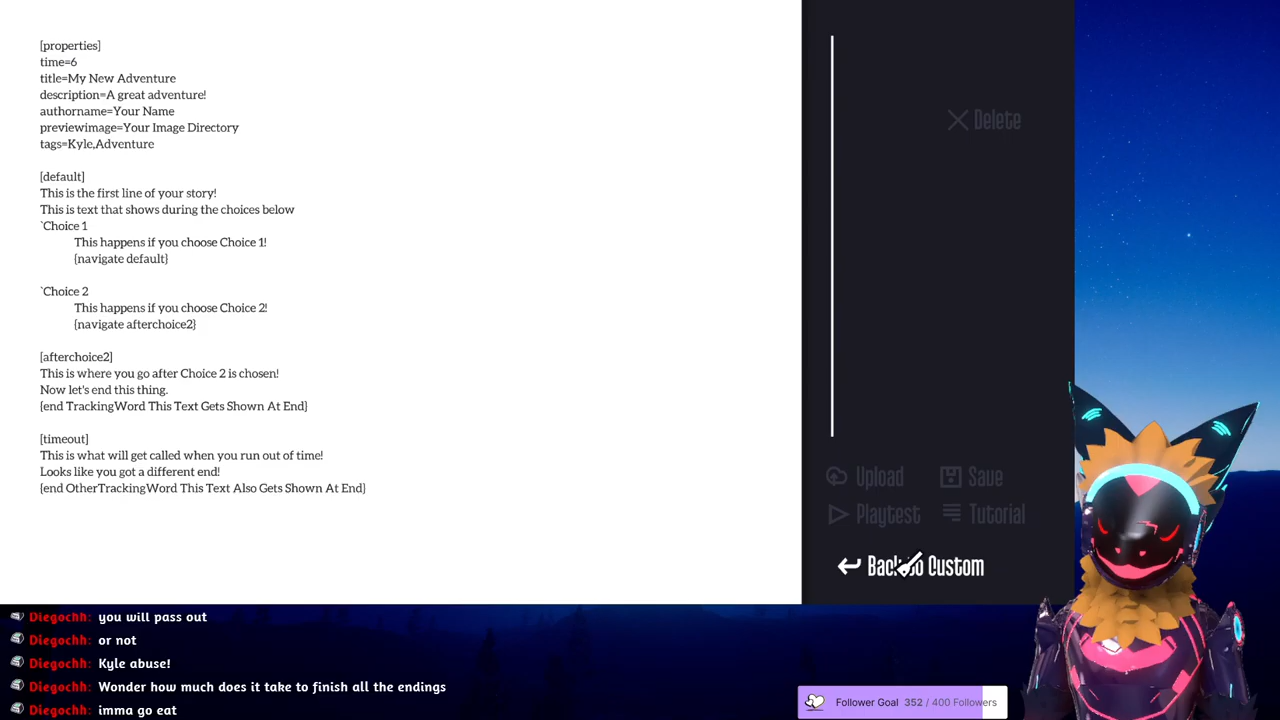 [properties]
time=6
title=My New Adventure
description=A great adventure!
authorname=Your Name
previewimage=Your Image Directory
tags=Kyle,Adventure
[default]
This is the first line of your story!
This is text that shows during the choices below
`Choice 1
This happens if you choose Choice 1!
{navigate default}
`Choice 2
This happens if you choose Choice 2!
{navigate afterchoice2}
[afterchoice2]
This is where you go after Choice 2 is chosen!
Now let's end this thing.
{end TrackingWord This Text Gets Shown At End}
[timeout]
This is what will get called when you run out of time!
Looks like you got a different end!
{end OtherTrackingWord This Text Also Gets Shown At End}
Delete
Upload Save
Playtest Tutorial
Back to Custom
Diegochh: you will pass out
Diegochh: or not
Diegochh: Kyle abuse!
Diegochh: Wonder how much does it take to finish all the endings
Diegochh: imma go eat
Follower Goal 352 / 400 Followers